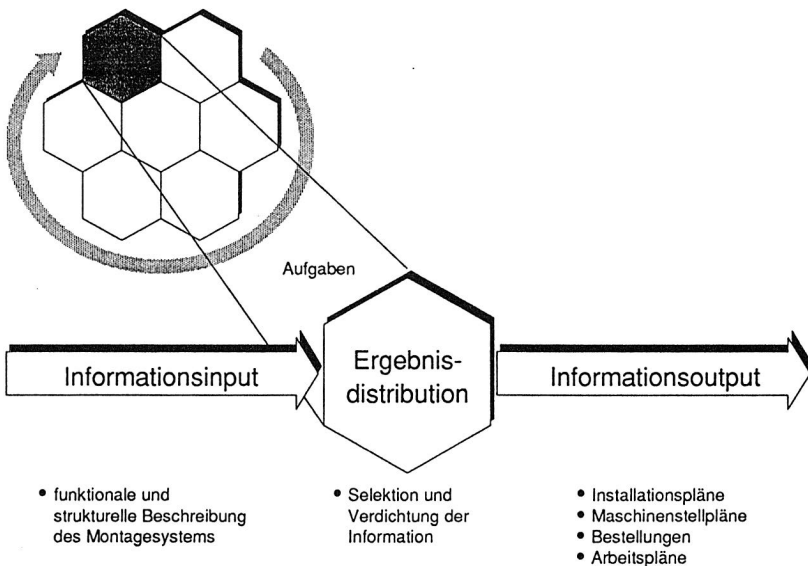 Aufgaben
Informationsinput
Ergebnis-
distribution
Informationsoutput
• funktionale und
strukturelle Beschreibung
des Montagesystems
• Selektion und
Verdichtung der
Information
• Installationspläne
• Maschinenstellpläne
• Bestellungen
• Arbeitspläne